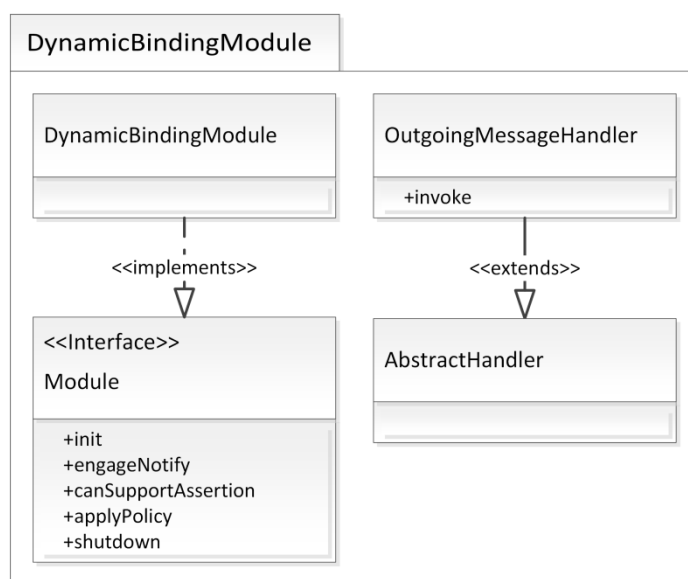 DynamicBindingModule
DynamicBindingModule
OutgoingMessageHandler
+invoke
<<implements>>
<<extends>>
<<Interface>>
Module
AbstractHandler
+init
+engageNotify
+canSupportAssertion
+applyPolicy
+shutdown